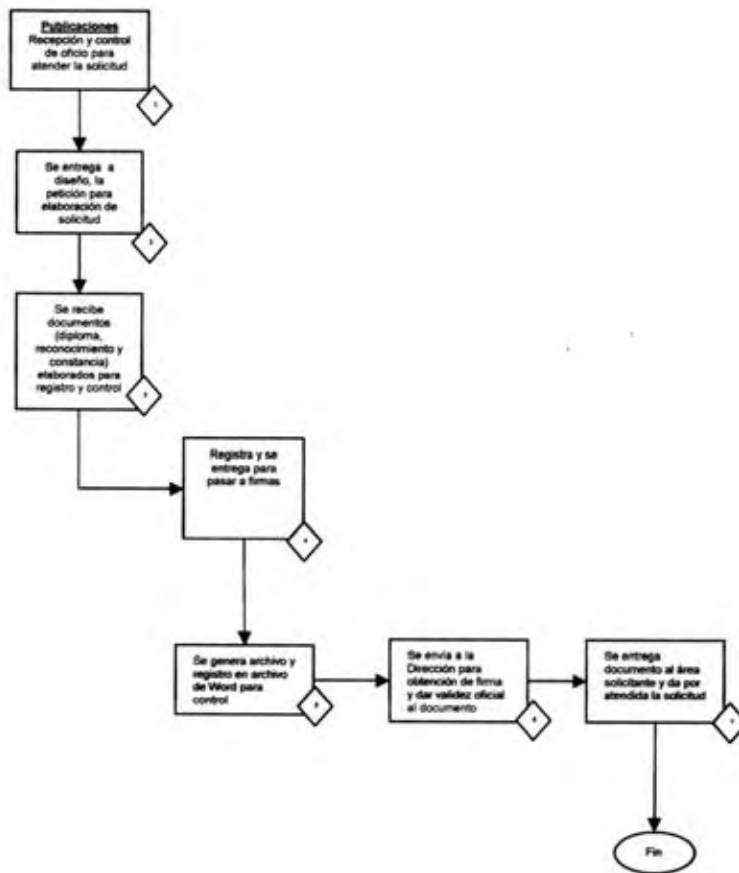 Publicaciones
Recepción y control
de oficio para
atender la solicitud
1
Se entrega a
diseño, la
petición para
elaboración de
solicitud
Se recibe
documentos
(diploma,
reconocimiento y
constancia)
elaborados para
registro y control
Registra y se
entrega para
pasar a firmas
Se genera archivo y
registro en archivo
de Word para
control
Se envía a la
Dirección para
obtención de firma
y dar validez oficial
al documento
Se entrega
documento al área
solicitante y da por
atendida la solicitud
Fin